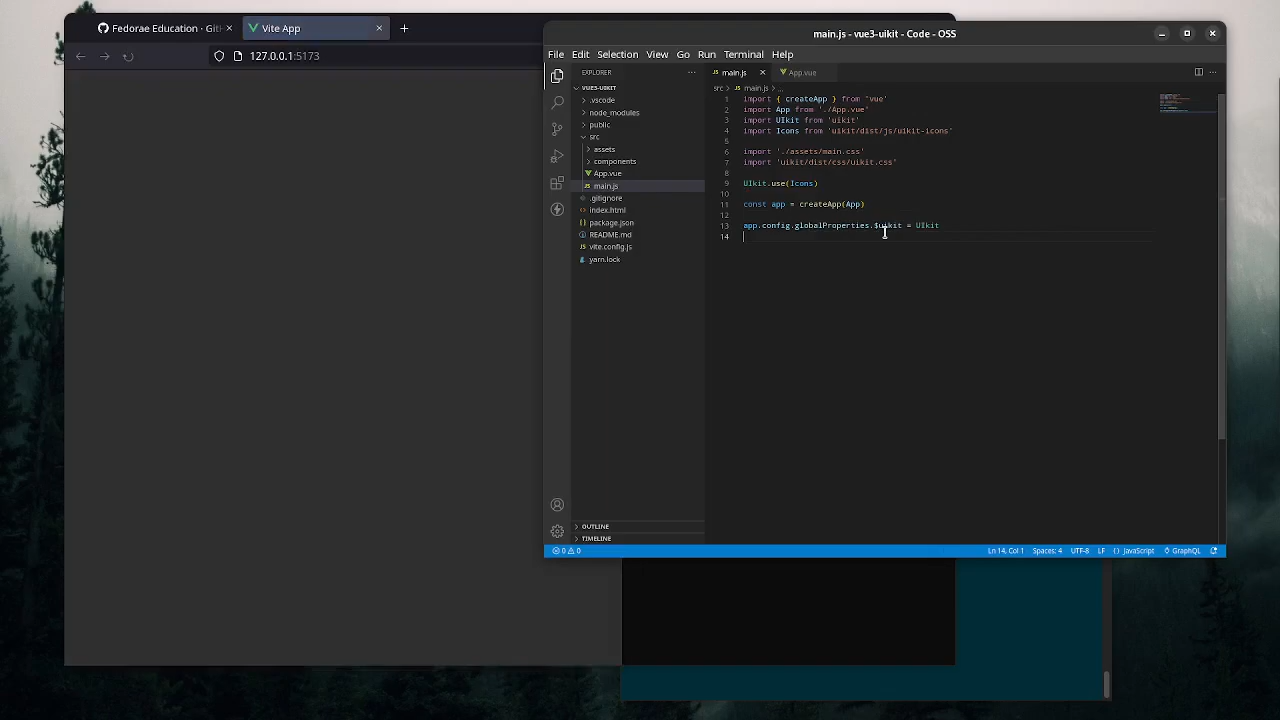 Fedorae Education · Gitl
Vite App
127.0.0.1:5173
main.js - vue3-uikit - Code - OSS
File Edit Selection View Go Run Terminal Help
EXPLORER
VUE3-UIKIT
.vscode
node_modules
public
src
assets
components
App.vue
main.js
.gitignore
index.html
package.json
README.md
vite.config.js
yarn.lock
OUTLINE
TIMELINE
main.js App.vue
src > main.js > ...
1 import { createApp } from 'vue'
2 import App from './App.vue'
3 import UIkit from 'uikit'
4 import Icons from 'uikit/dist/js/uikit-icons'
5
6 import './assets/main.css'
7 import 'uikit/dist/css/uikit.css'
8
9 UIkit.use(Icons)
10
11 const app = createApp(App)
12
13 app.config.globalProperties.$uikit = UIkit
14
0 0 Ln 14, Col 1 Spaces: 4 UTF-8 LF { } JavaScript GraphQL